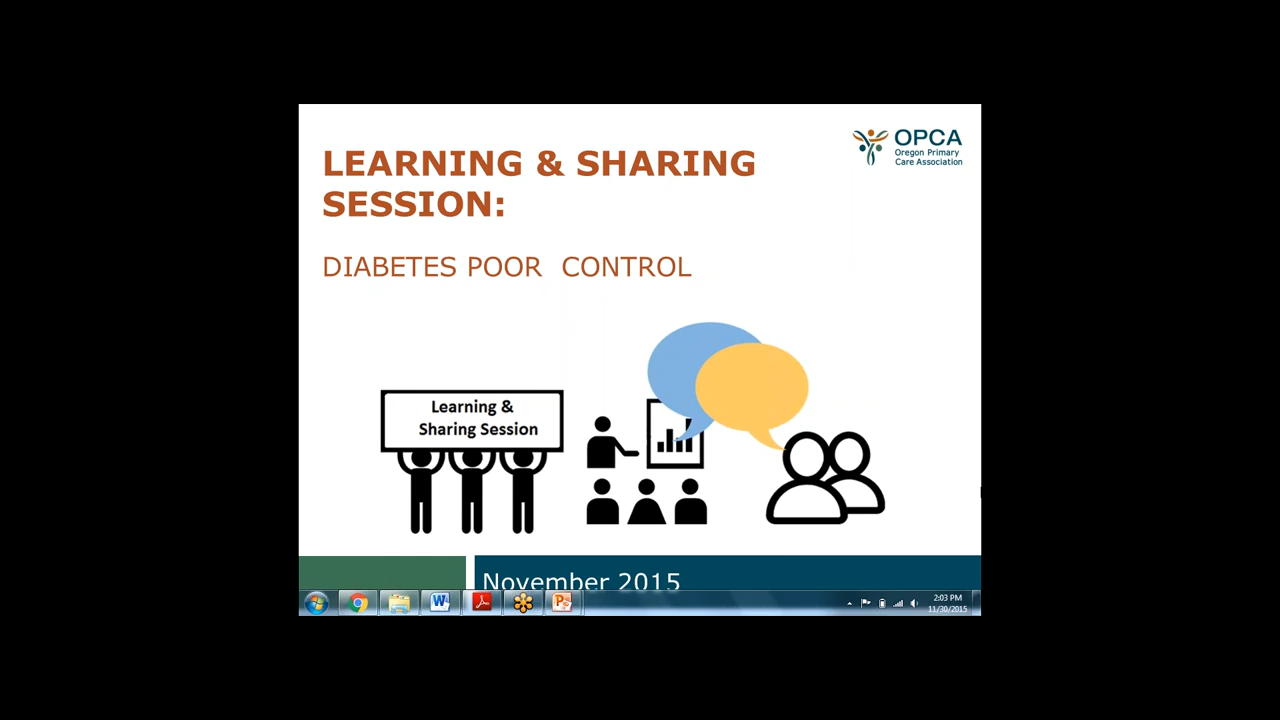 LEARNING & SHARING
SESSION:
OPCA
Oregon Primary
Care Association
DIABETES POOR  CONTROL
Learning &
Sharing Session
November 2015
2:03 PM
11/30/2015